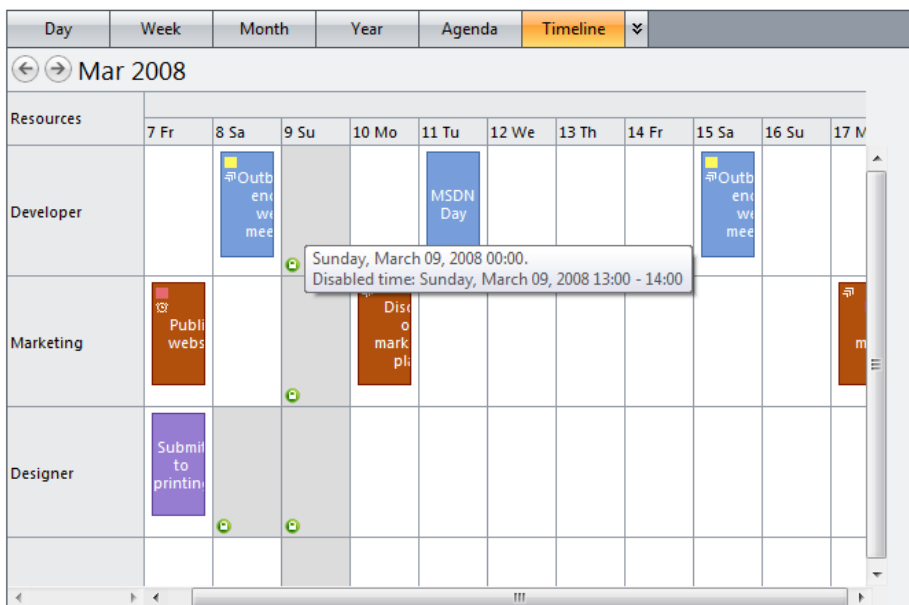 Day Week Month Year Agenda Timeline
Mar 2008
Resources
7 Fr 8 Sa 9 Su 10 Mo 11 Tu 12 We 13 Th 14 Fr 15 Sa 16 Su 17 M
Developer
Outb
end
we
mee
MSDN
Day
Outb
end
we
mee
Sunday, March 09, 2008 00:00.
Disabled time: Sunday, March 09, 2008 13:00 - 14:00
Marketing
Publi
webs
Disc
o
mark
pla
m
Designer
Submit
to
printin